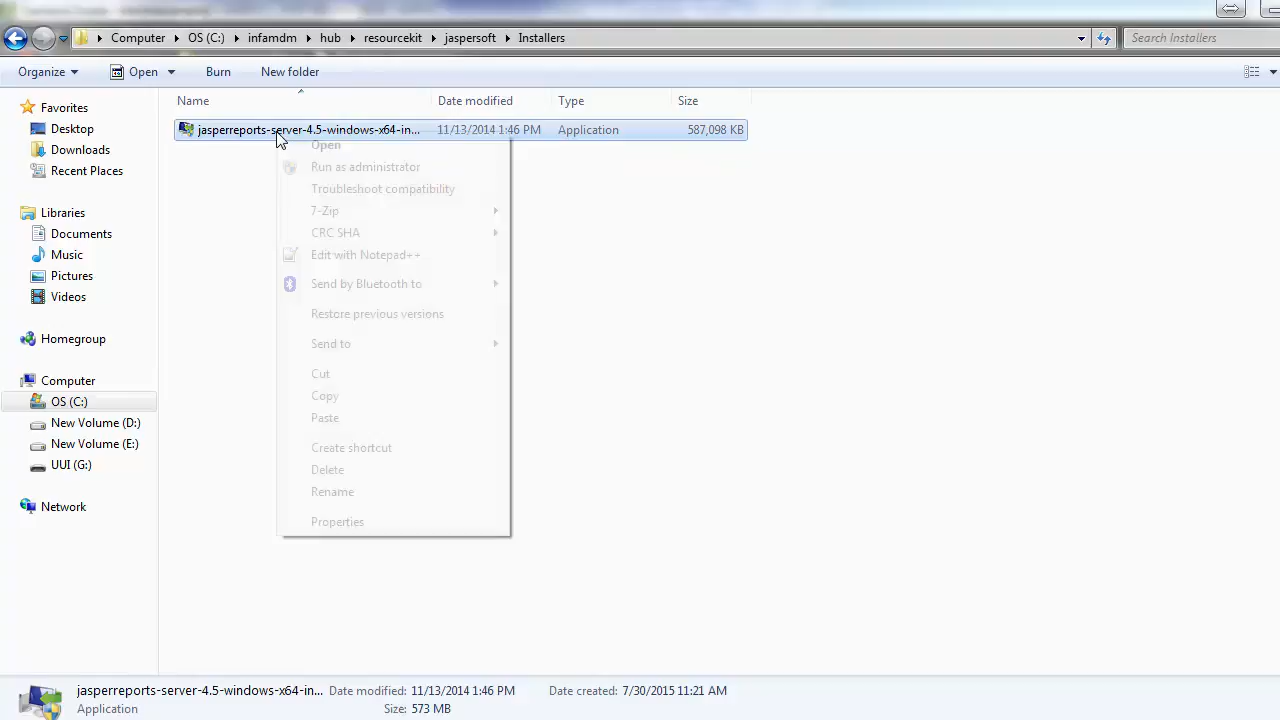 Computer OS (C:) infamdm hub resourcekit jaspersoft Installers
Search Installers
Organize Open Burn New folder
Name Date modified Type Size
jasperreports-server-4.5-windows-x64-in... 11/13/2014 1:46 PM Application 587,098 KB
Favorites
Desktop
Downloads
Recent Places
Libraries
Documents
Music
Pictures
Videos
Homegroup
Computer
OS (C:)
New Volume (D:)
New Volume (E:)
UUI (G:)
Network
Open
Run as administrator
Troubleshoot compatibility
7-Zip
CRC SHA
Edit with Notepad++
Send by Bluetooth to
Restore previous versions
Send to
Cut
Copy
Paste
Create shortcut
Delete
Rename
Properties
jasperreports-server-4.5-windows-x64-in... Date modified: 11/13/2014 1:46 PM Date created: 7/30/2015 11:21 AM
Application Size: 573 MB